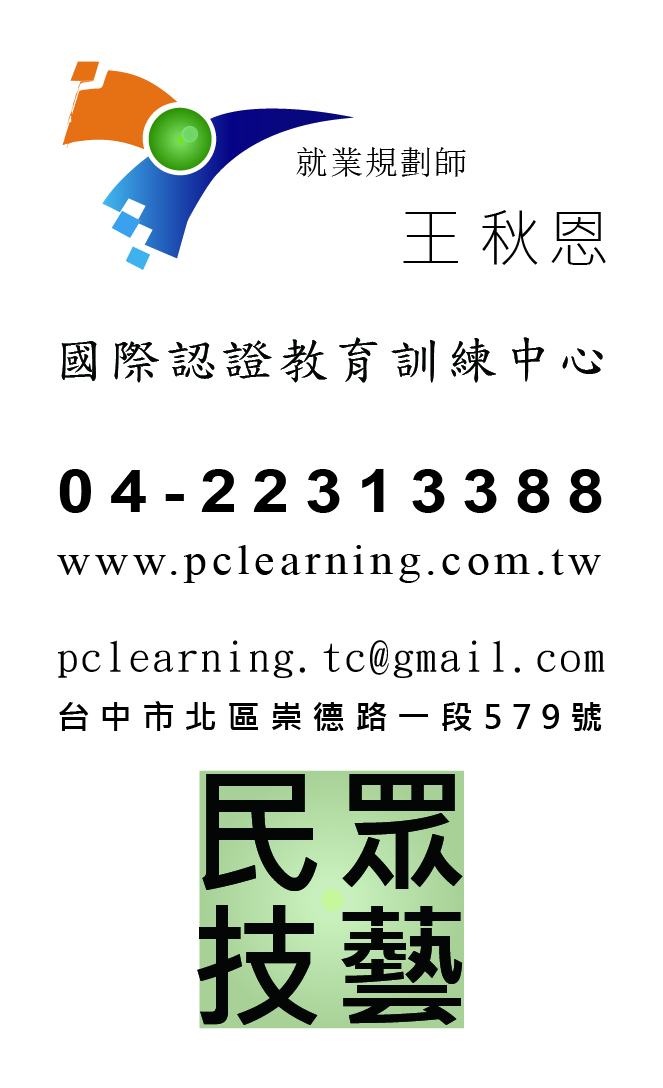 就業規劃師
王秋恩
國際認證教育訓練中心
04-22313388
www.pclearning.com.tw
pclearning.tc@gmail.com
台中市北區崇德路一段579號
民眾
技藝